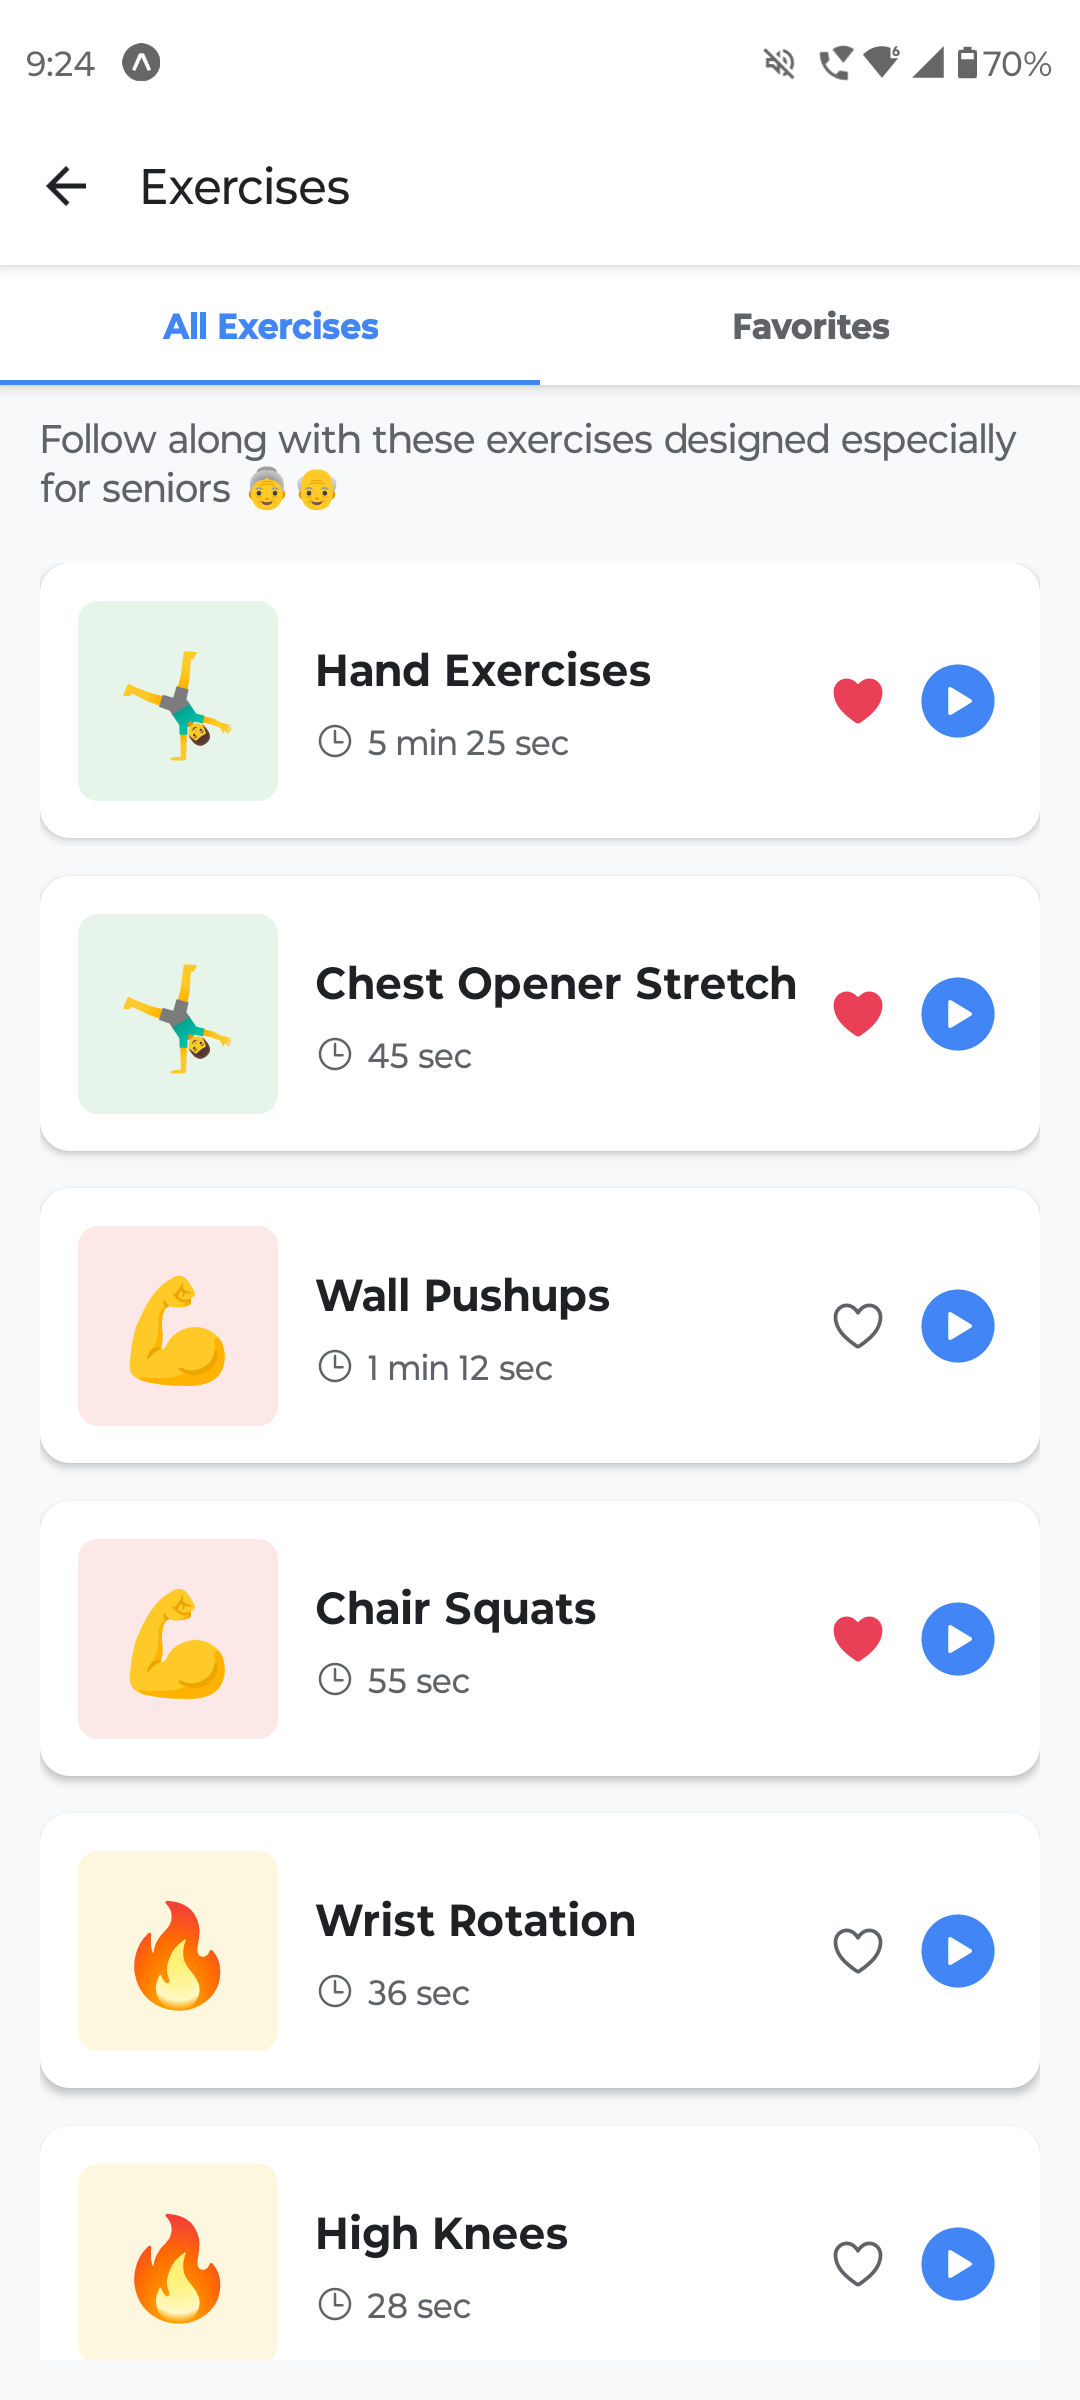 9:24
70%
Exercises
All Exercises
Favorites
Follow along with these exercises designed especially
for seniors 👵👴
Hand Exercises
5 min 25 sec
Chest Opener Stretch
45 sec
Wall Pushups
1 min 12 sec
Chair Squats
55 sec
Wrist Rotation
36 sec
High Knees
28 sec